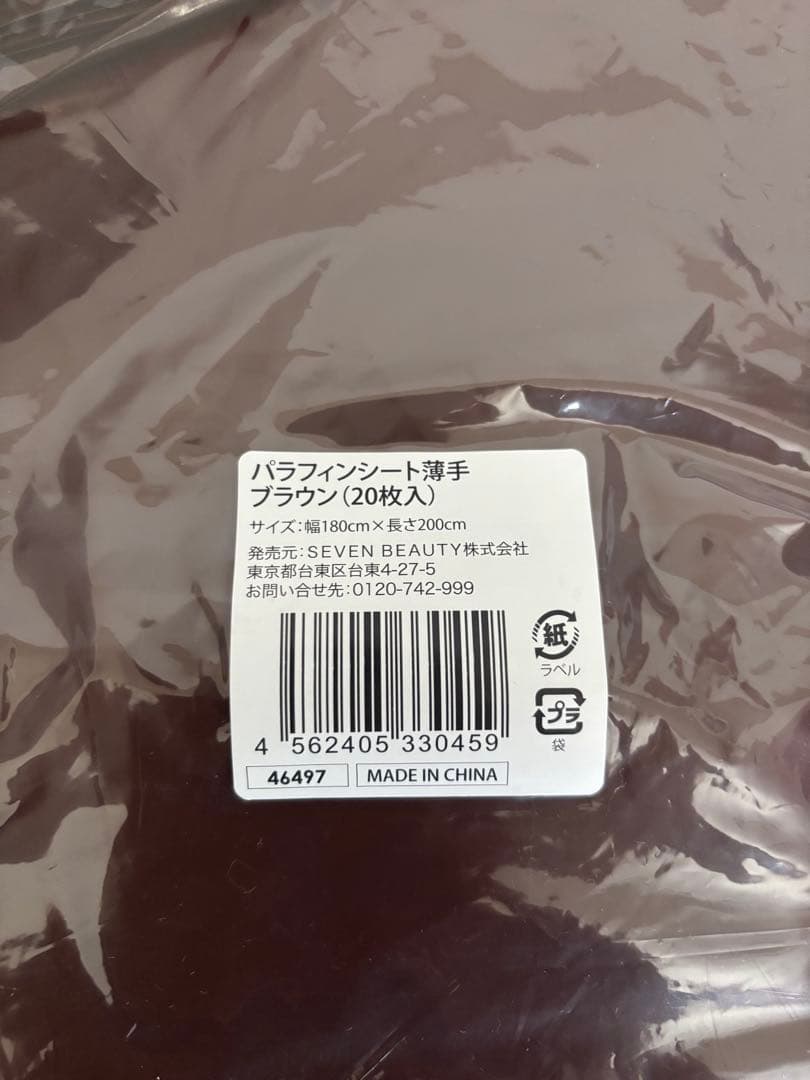 パラフィンシート薄手
ブラウン(20枚入)
サイズ:幅180cm×長さ200cm
発売元:SEVEN BEAUTY株式会社
東京都台東区台東4-27-5
お問い合せ先:0120-742-999
紙
ラベル
プラ
袋
4 562405 330459
46497 MADE IN CHINA